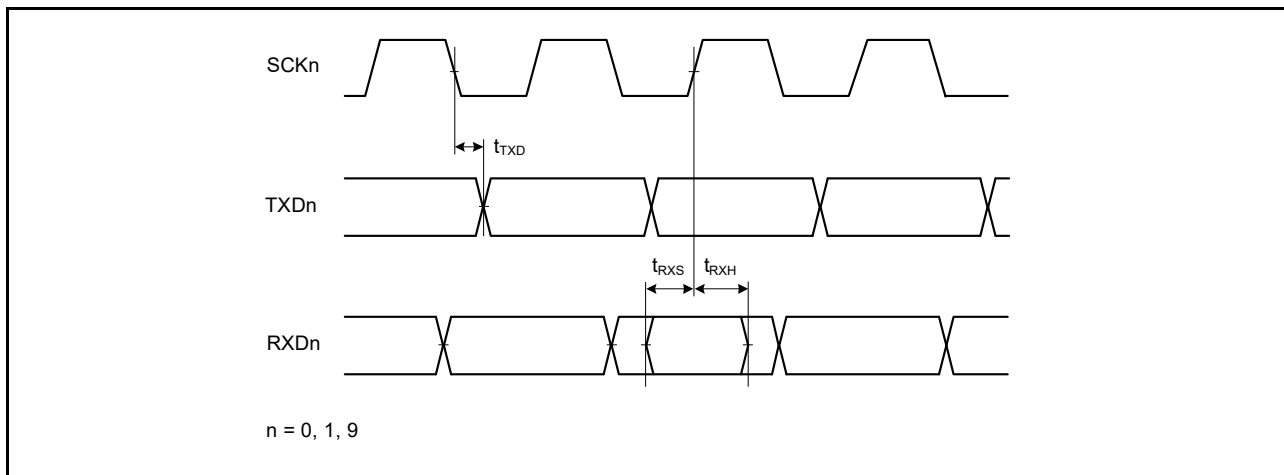 SCKn
tTXD
TXDn
tRXS tRXH
RXDn
n = 0, 1, 9